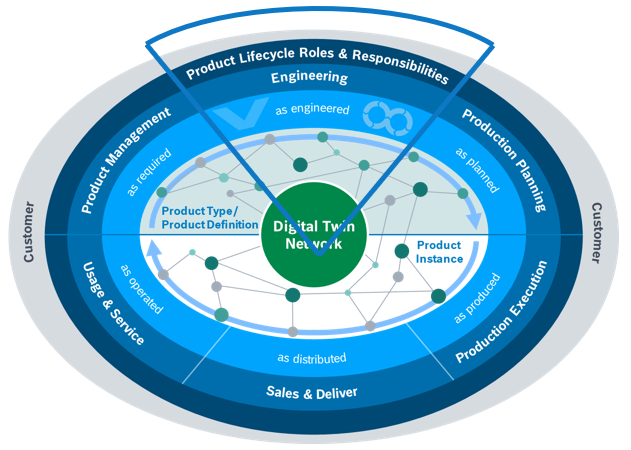 Product Lifecycle Roles & Responsibilities
Engineering
as engineered
Product Management
Production Planning
as required
as planned
Product Type /
Product Definition
Digital Twin
Network
Product
Instance
Customer
Customer
as operated
as produced
Usage & Service
Production Execution
as distributed
Sales & Deliver